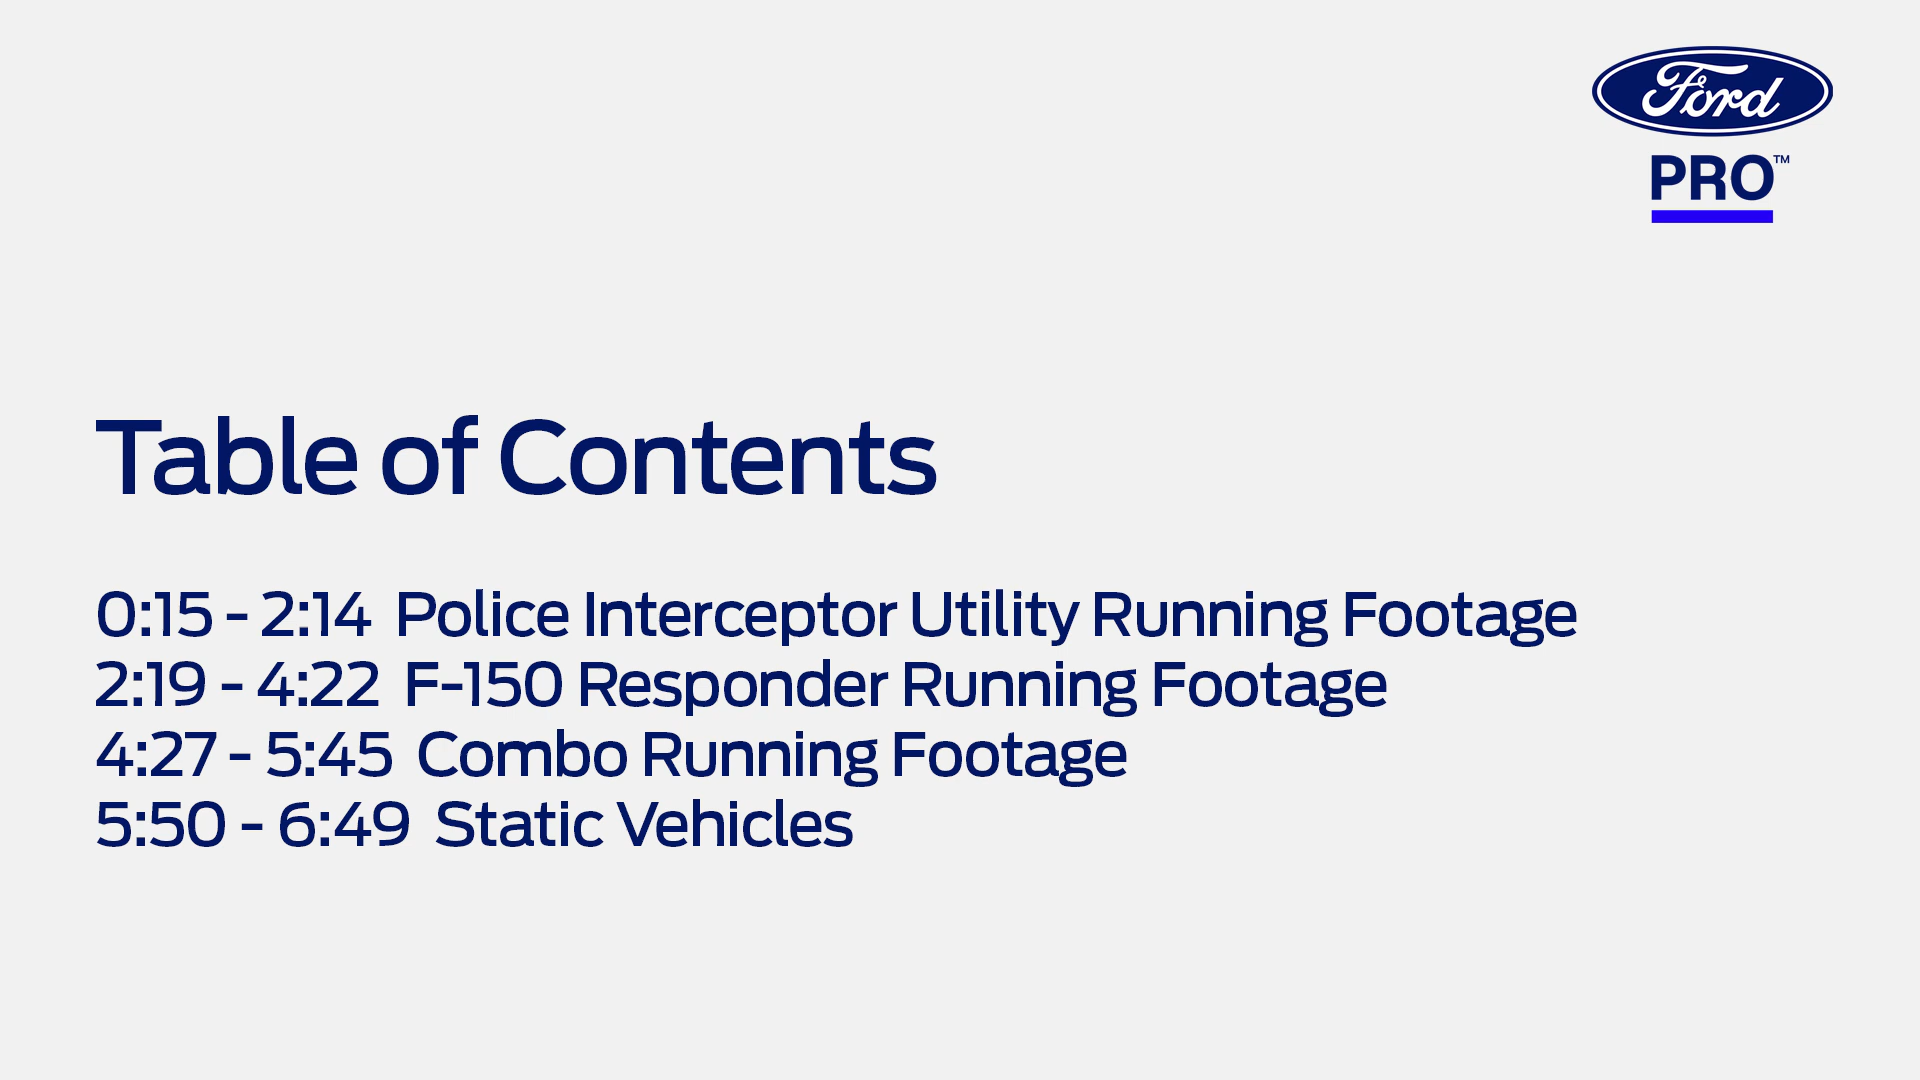 Ford
PRO™
Table of Contents
0:15 - 2:14 Police Interceptor Utility Running Footage
2:19 - 4:22 F-150 Responder Running Footage
4:27 - 5:45 Combo Running Footage
5:50 - 6:49 Static Vehicles